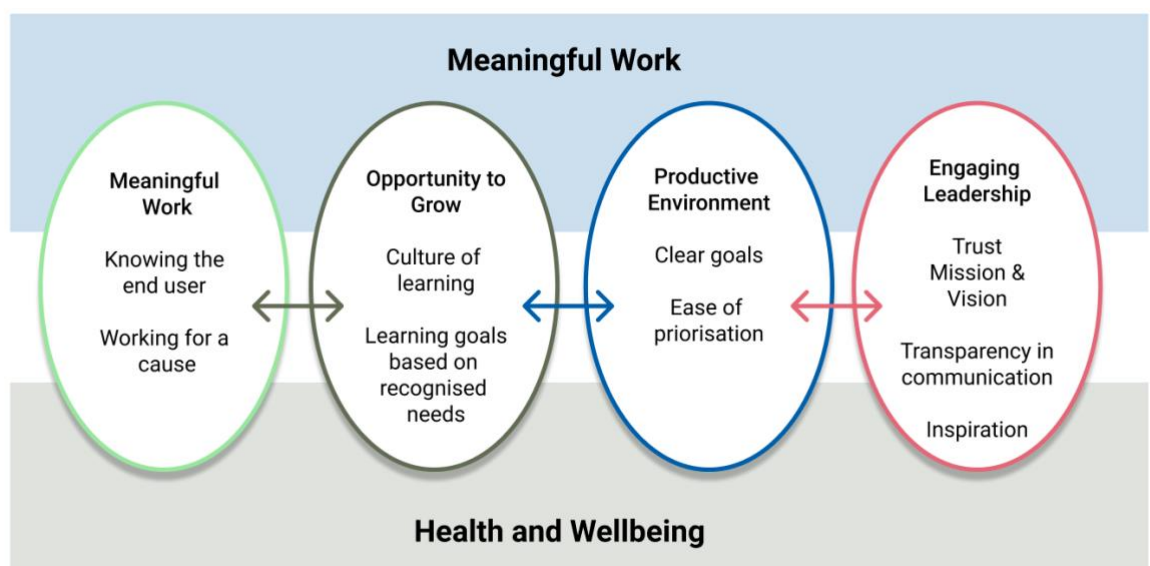 Meaningful Work
Meaningful
Work
Knowing the
end user
Working for a
cause
Opportunity to
Grow
Culture of
learning
Learning goals
based on
recognised
needs
Productive
Environment
Clear goals
Ease of
priorisation
Engaging
Leadership
Trust
Mission &
Vision
Transparency in
communication
Inspiration
Health and Wellbeing